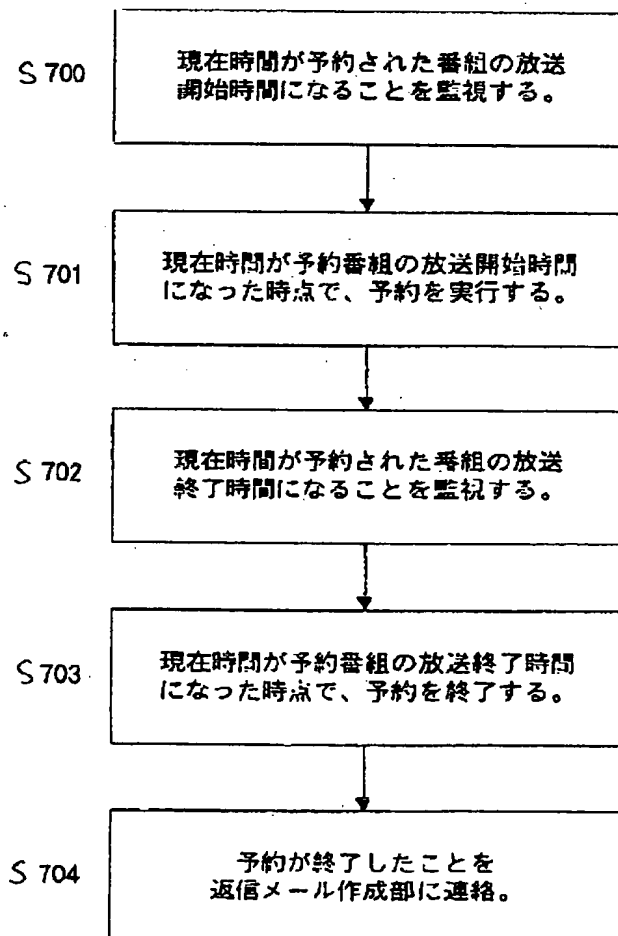 S 700
現在時間が予約された番組の放送
開始時間になることを監視する。
S 701
現在時間が予約番組の放送開始時間
になった時点で、予約を実行する。
S 702
現在時間が予約された番組の放送
終了時間になることを監視する。
S 703
現在時間が予約番組の放送終了時間
になった時点で、予約を終了する。
S 704
予約が終了したことを
返信メール作成部に連絡。